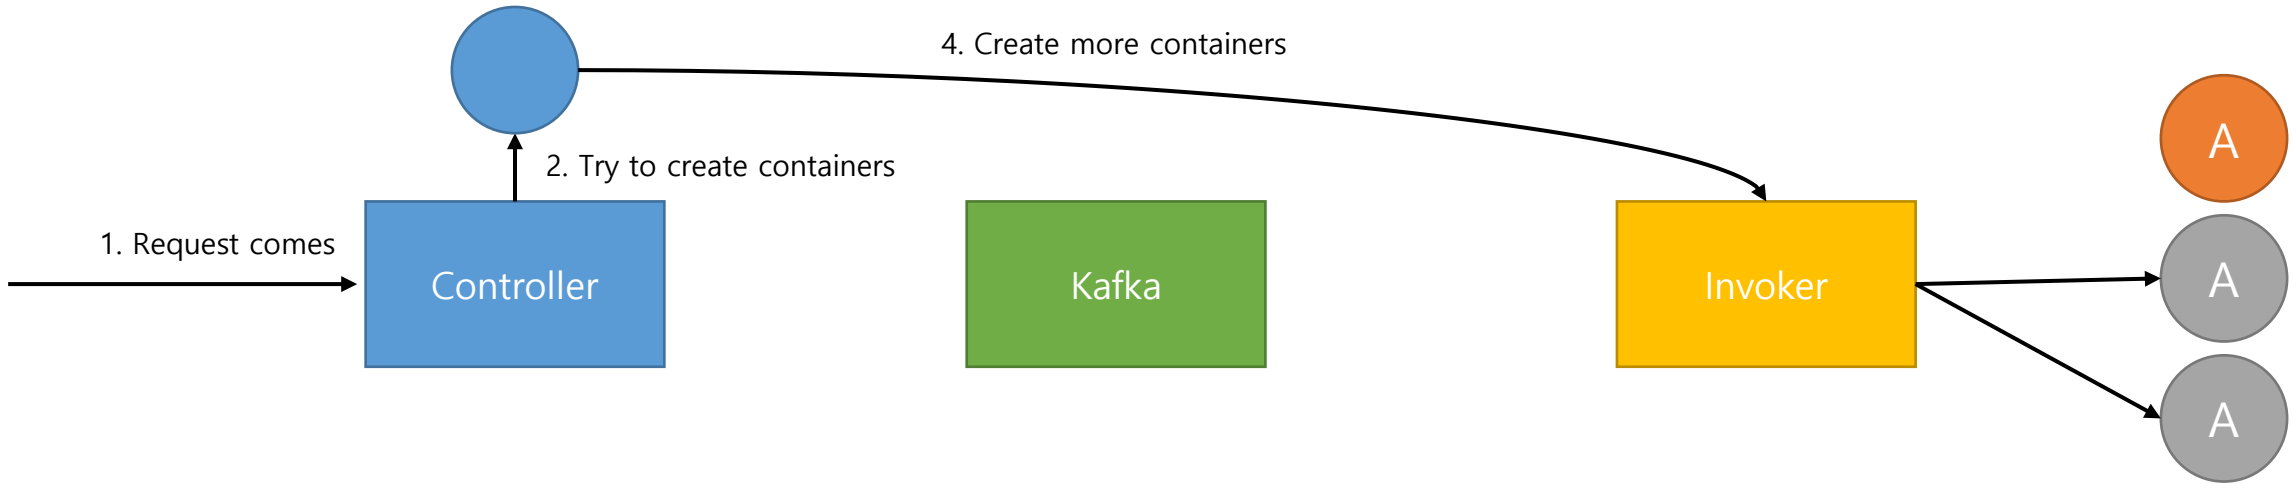 4. Create more containers
2. Try to create containers
1. Request comes
Controller
Kafka
Invoker
A
A
A